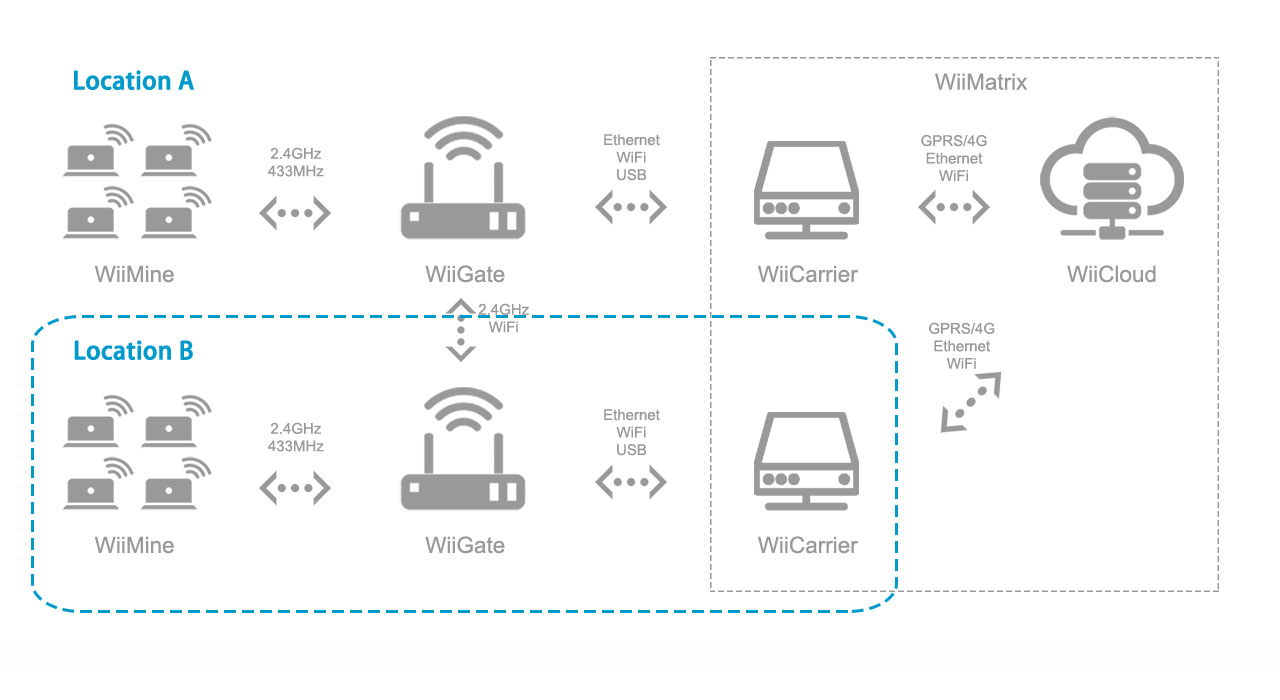 Location A
WiiMatrix
2.4GHz
433MHz
Ethernet
WiFi
USB
GPRS/4G
Ethernet
WiFi
WiiMine
WiiGate
WiiCarrier
WiiCloud
2.4GHz
WiFi
GPRS/4G
Ethernet
WiFi
Location B
2.4GHz
433MHz
Ethernet
WiFi
USB
WiiMine
WiiGate
WiiCarrier